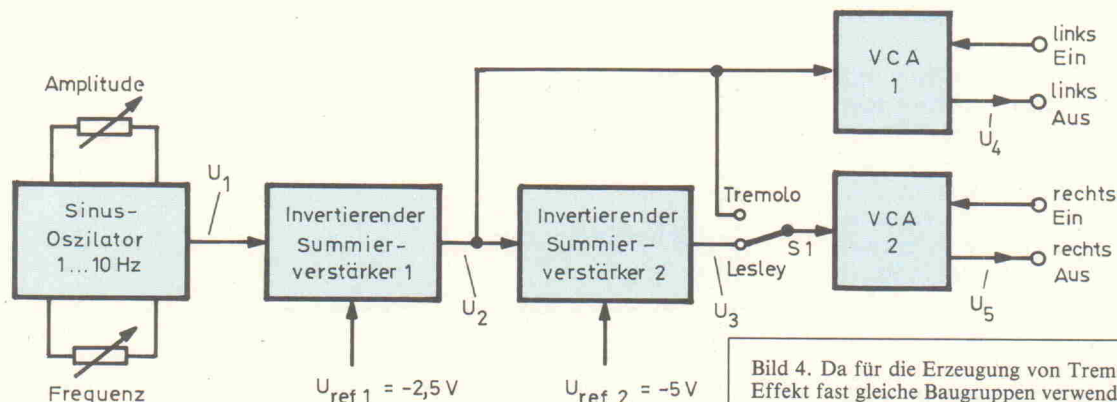 Amplitude
Sinus-
Oszilator
1...10 Hz
Frequenz
U1
Invertierender
Summier-
verstärker 1
Uref 1 = -2,5 V
U2
Invertierender
Summier-
verstärker 2
Uref 2 = -5 V
U3
Tremolo
Lesley
S1
VCA
1
links
Ein
links
Aus
U4
VCA
2
rechts
Ein
rechts
Aus
U5
Bild 4. Da für die Erzeugung von Trem
Effekt fast gleiche Baugruppen verwend